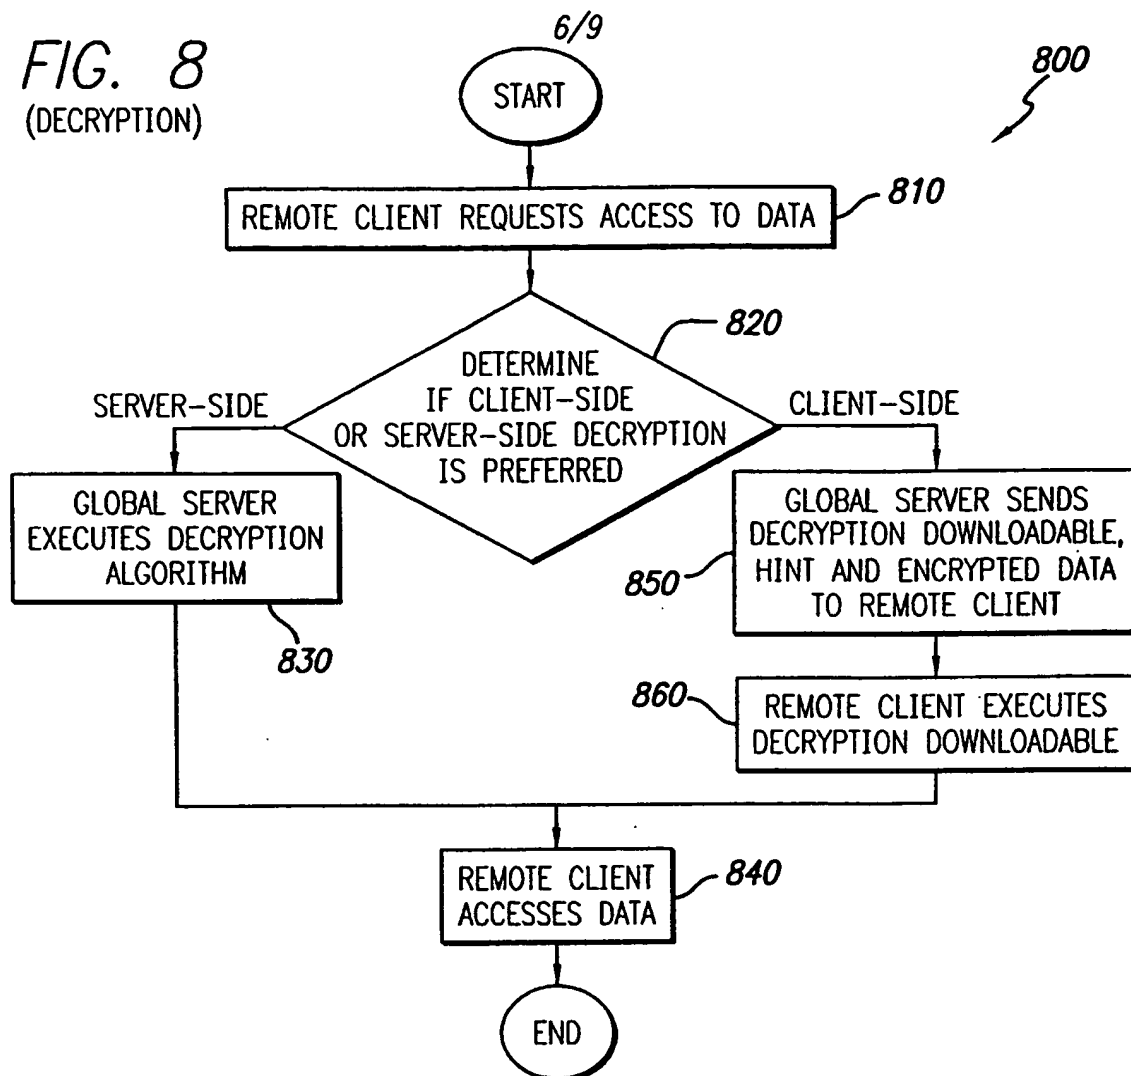 6/9
FIG. 8
(DECRYPTION)
800
START
REMOTE CLIENT REQUESTS ACCESS TO DATA
810
820
DETERMINE
IF CLIENT-SIDE
OR SERVER-SIDE DECRYPTION
IS PREFERRED
SERVER-SIDE
CLIENT-SIDE
GLOBAL SERVER
EXECUTES DECRYPTION
ALGORITHM
830
GLOBAL SERVER SENDS
DECRYPTION DOWNLOADABLE,
HINT AND ENCRYPTED DATA
TO REMOTE CLIENT
850
860
REMOTE CLIENT EXECUTES
DECRYPTION DOWNLOADABLE
REMOTE CLIENT
ACCESSES DATA
840
END